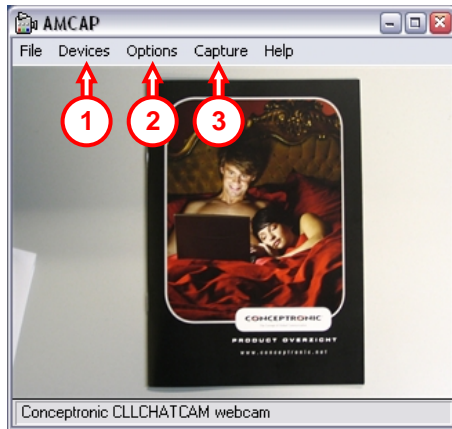 AMCAP
File Devices Options Capture Help
1 2 3
CONCEPTRONIC
PRODUCT OVERZICHT
www.conceptronic.net
Conceptronic CLLCHATCAM webcam